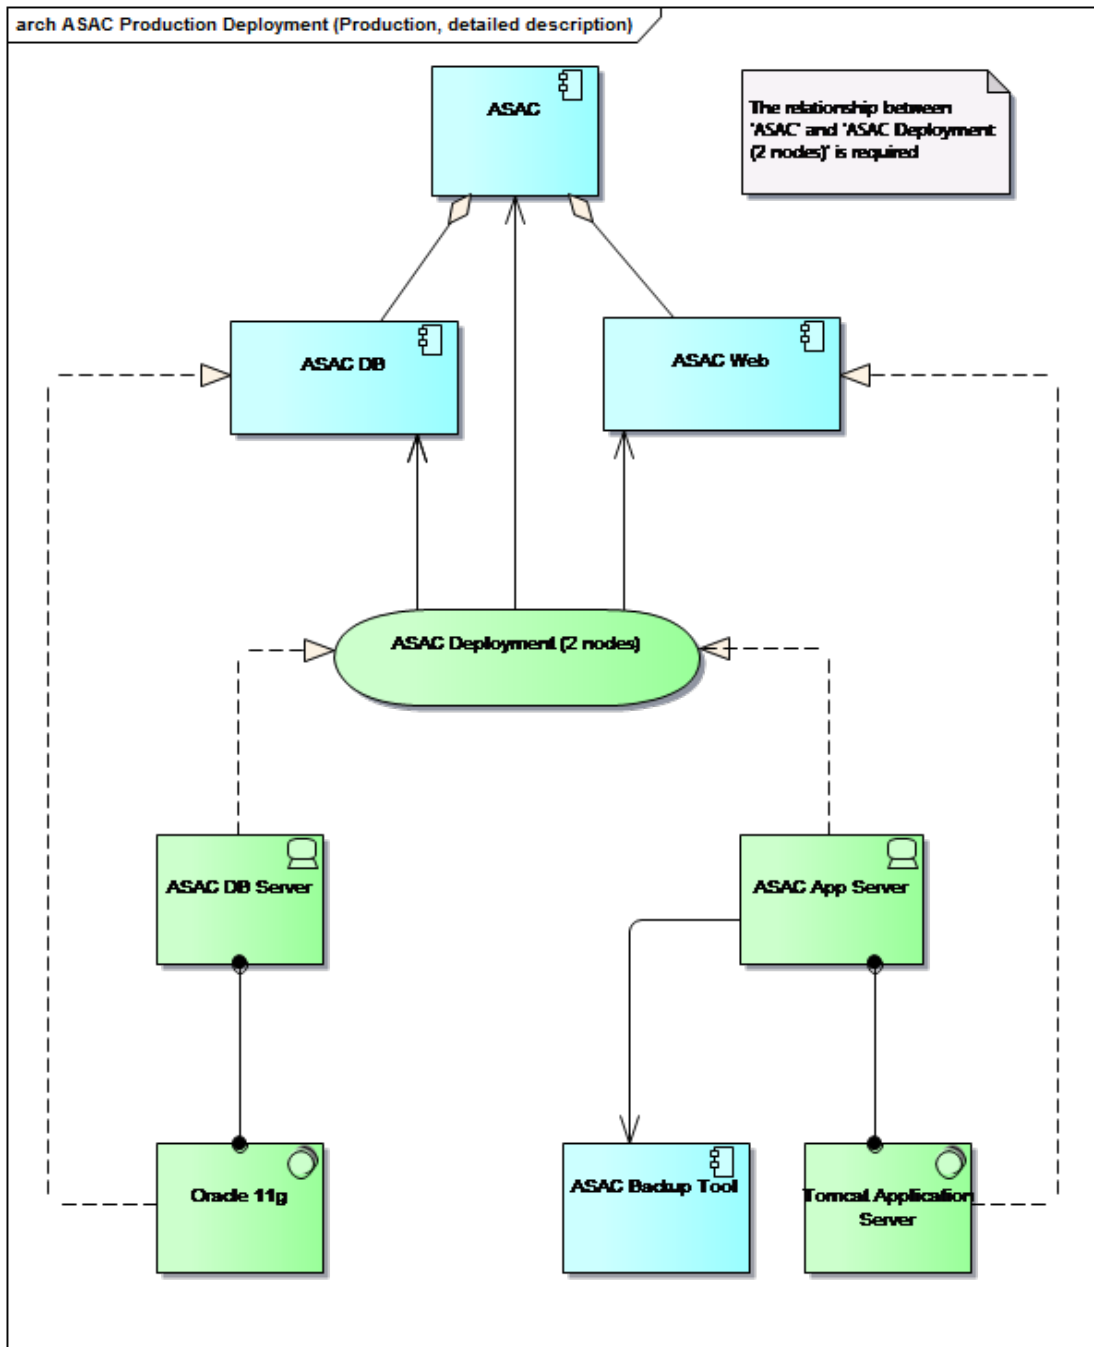 arch ASAC Production Deployment (Production, detailed description)
ASAC
The relationship between
'ASAC' and 'ASAC Deployment
(2 nodes)' is required
ASAC DB
ASAC Web
ASAC Deployment (2 nodes)
ASAC DB Server
ASAC App Server
Oracle 11g
ASAC Backup Tool
Tomcat Application
Server